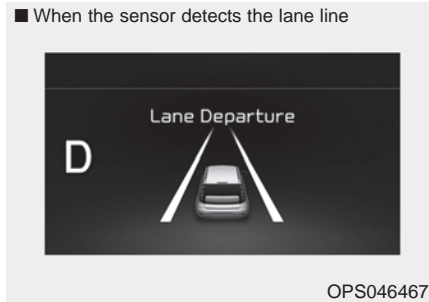 ■ When the sensor detects the lane line
Lane Departure
D
OPS046467